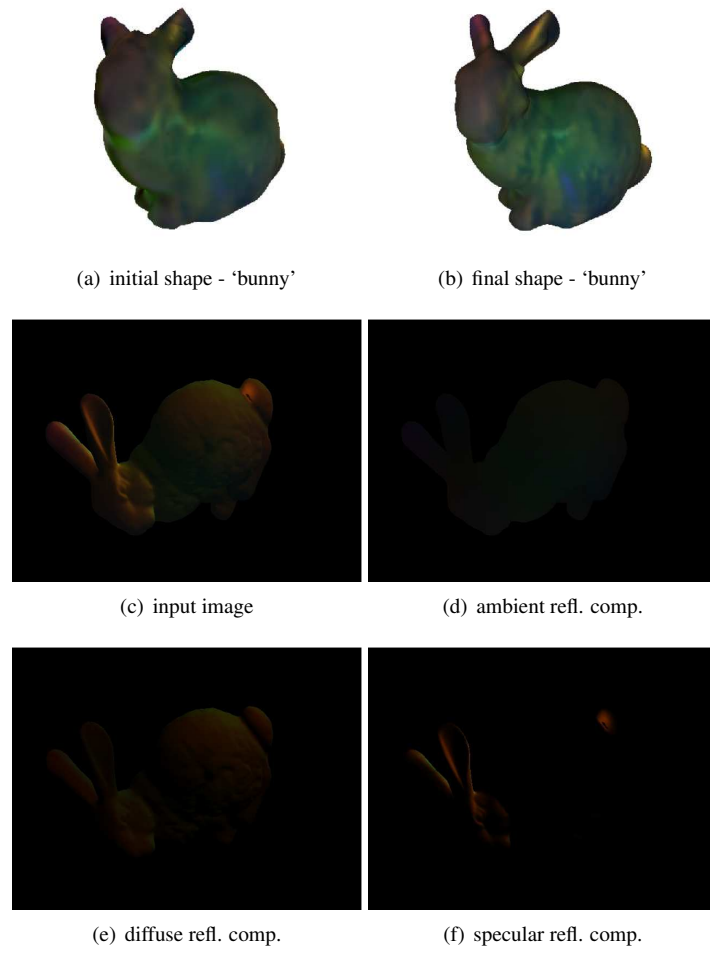 (a) initial shape - ‘bunny’
(b) final shape - ‘bunny’
(c) input image
(d) ambient refl. comp.
(e) diffuse refl. comp.
(f) specular refl. comp.